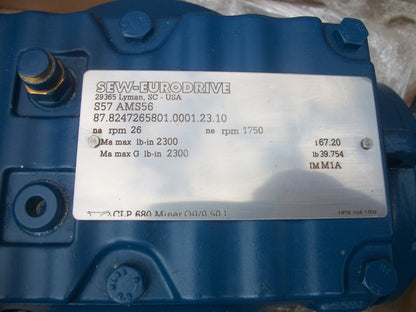 SEW-EURODRIVE
29365 Lyman, SC - USA
S57 AMS56
87.8247265801.0001.23.10
na rpm 26 ne rpm 1750
Ma max lb-in 2300 i 67.20
Ma max G lb-in 2300 lb 39.754
IM M1A
CLP 680 Miner Oil/0.50 L